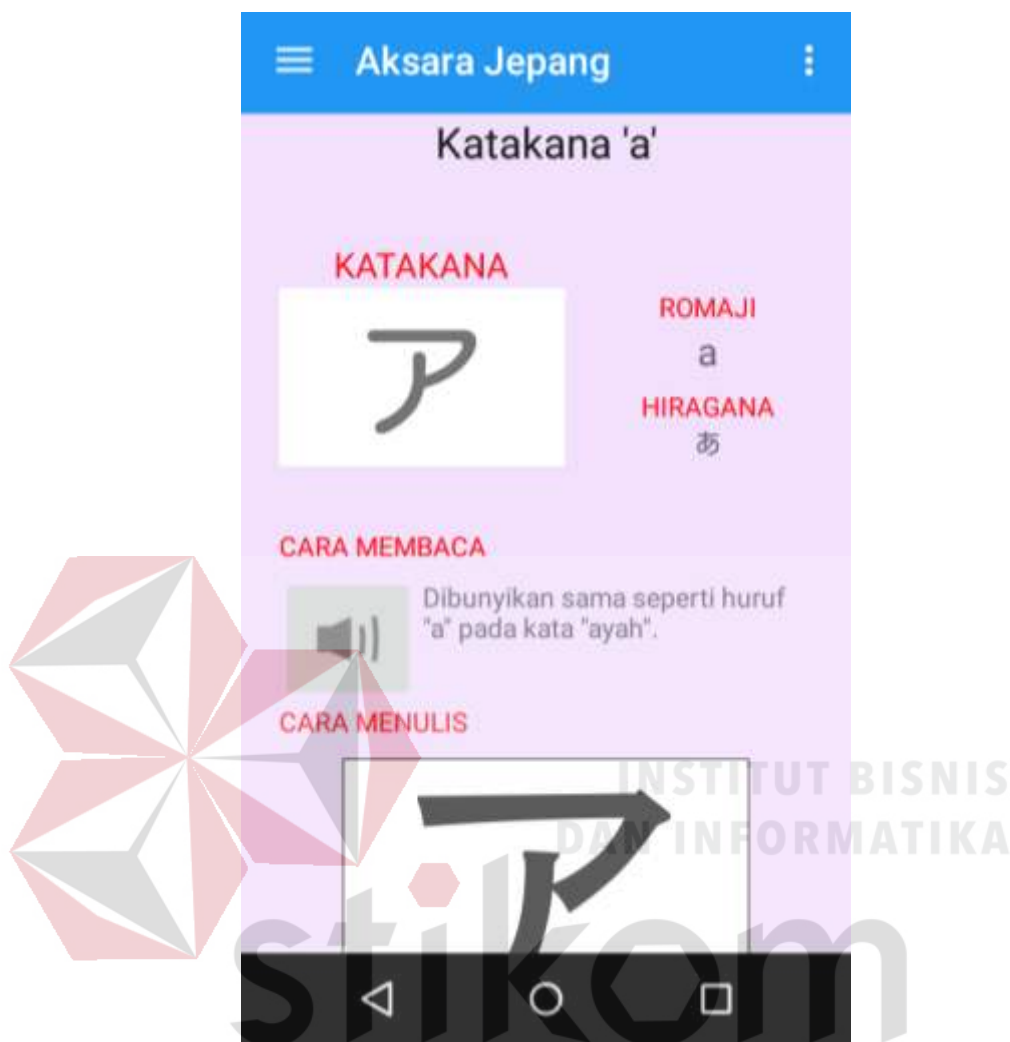 Aksara Jepang
Katakana 'a'
KATAKANA
ア
ROMAJI
a
HIRAGANA
あ
CARA MEMBACA
Dibunyikan sama seperti huruf
"a" pada kata "ayah".
CARA MENULIS
ア
INSTITUT BISNIS
DAN INFORMATIKA
stikom